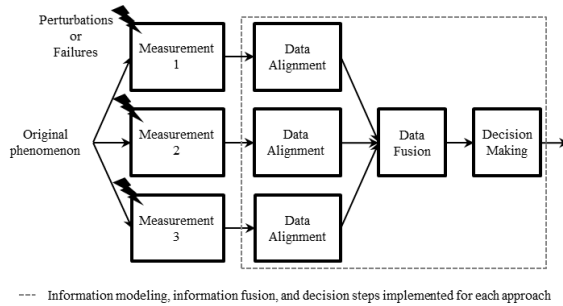 Perturbations
or
Failures
Measurement
1
Data
Alignment
Original
phenomenon
Measurement
2
Data
Alignment
Data
Fusion
Decision
Making
Measurement
3
Data
Alignment
--- Information modeling, information fusion, and decision steps implemented for each approach